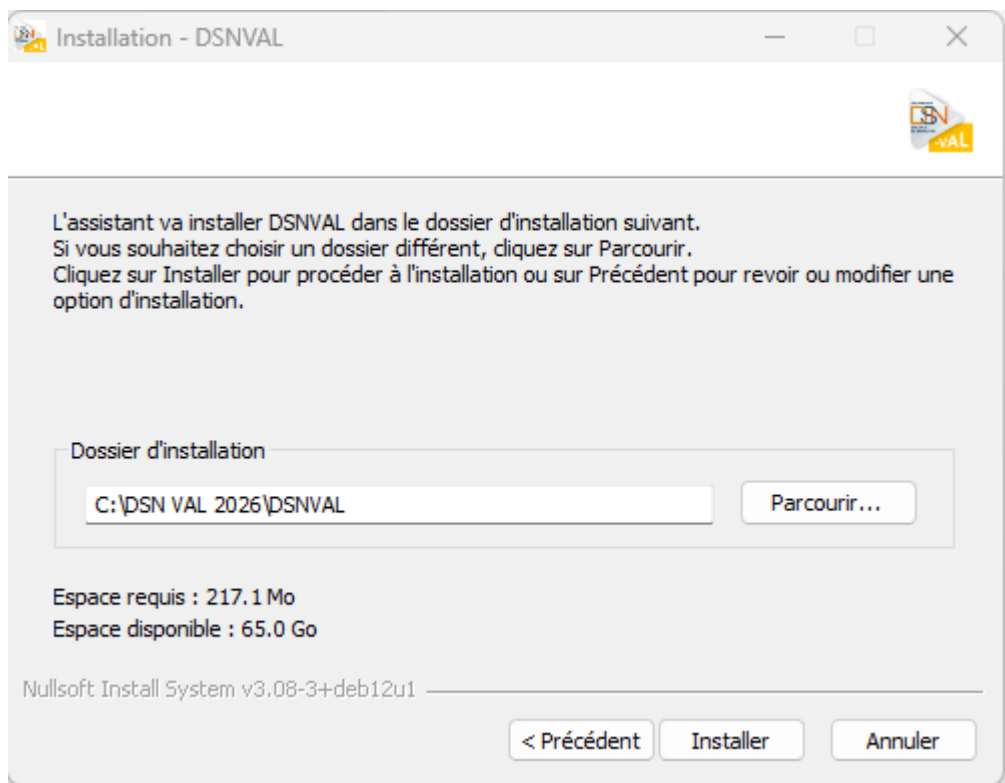 Installation - DSNVAL
DSN
-VAL
L'assistant va installer DSNVAL dans le dossier d'installation suivant.
Si vous souhaitez choisir un dossier différent, cliquez sur Parcourir.
Cliquez sur Installer pour procéder à l'installation ou sur Précédent pour revoir ou modifier une
option d'installation.
Dossier d'installation
C:\DSN VAL 2026\DSNVAL
Parcourir...
Espace requis : 217.1 Mo
Espace disponible : 65.0 Go
Nullsoft Install System v3.08-3+deb12u1
< Précédent
Installer
Annuler